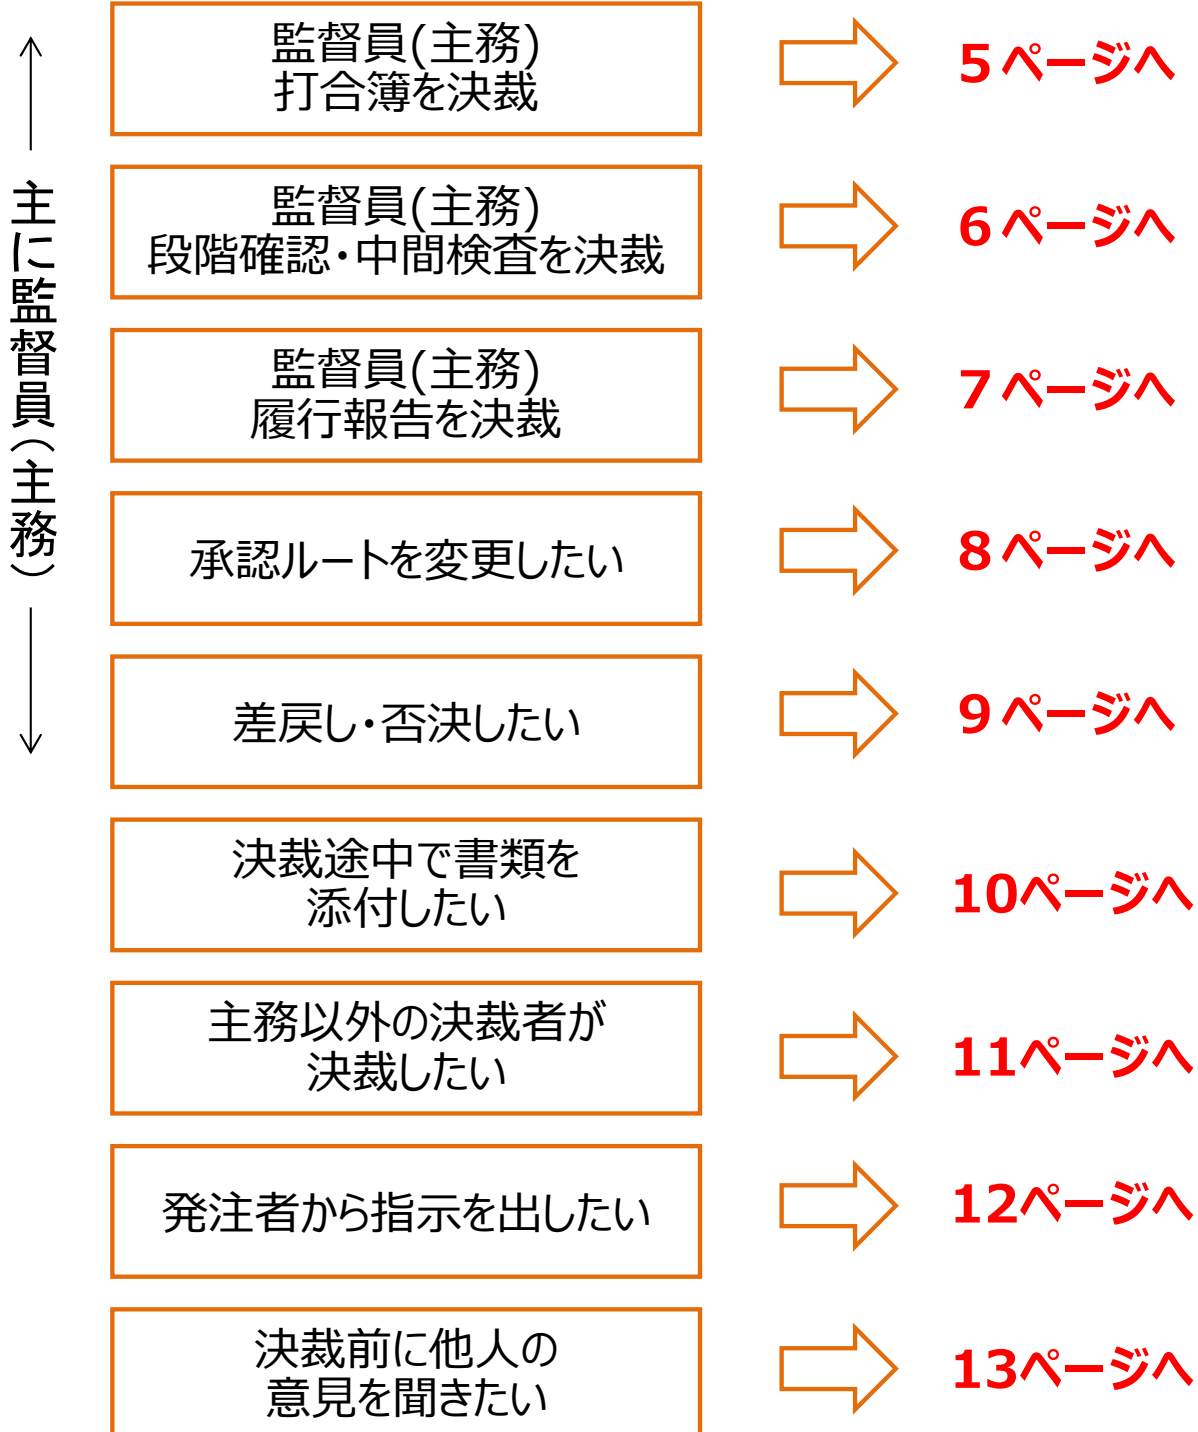 主に監督員(主務)
監督員(主務)
打合簿を決裁
5ページへ
監督員(主務)
段階確認・中間検査を決裁
6ページへ
監督員(主務)
履行報告を決裁
7ページへ
承認ルートを変更したい
8ページへ
差戻し・否決したい
9ページへ
決裁途中で書類を
添付したい
10ページへ
主務以外の決裁者が
決裁したい
11ページへ
発注者から指示を出したい
12ページへ
決裁前に他人の
意見を聞きたい
13ページへ